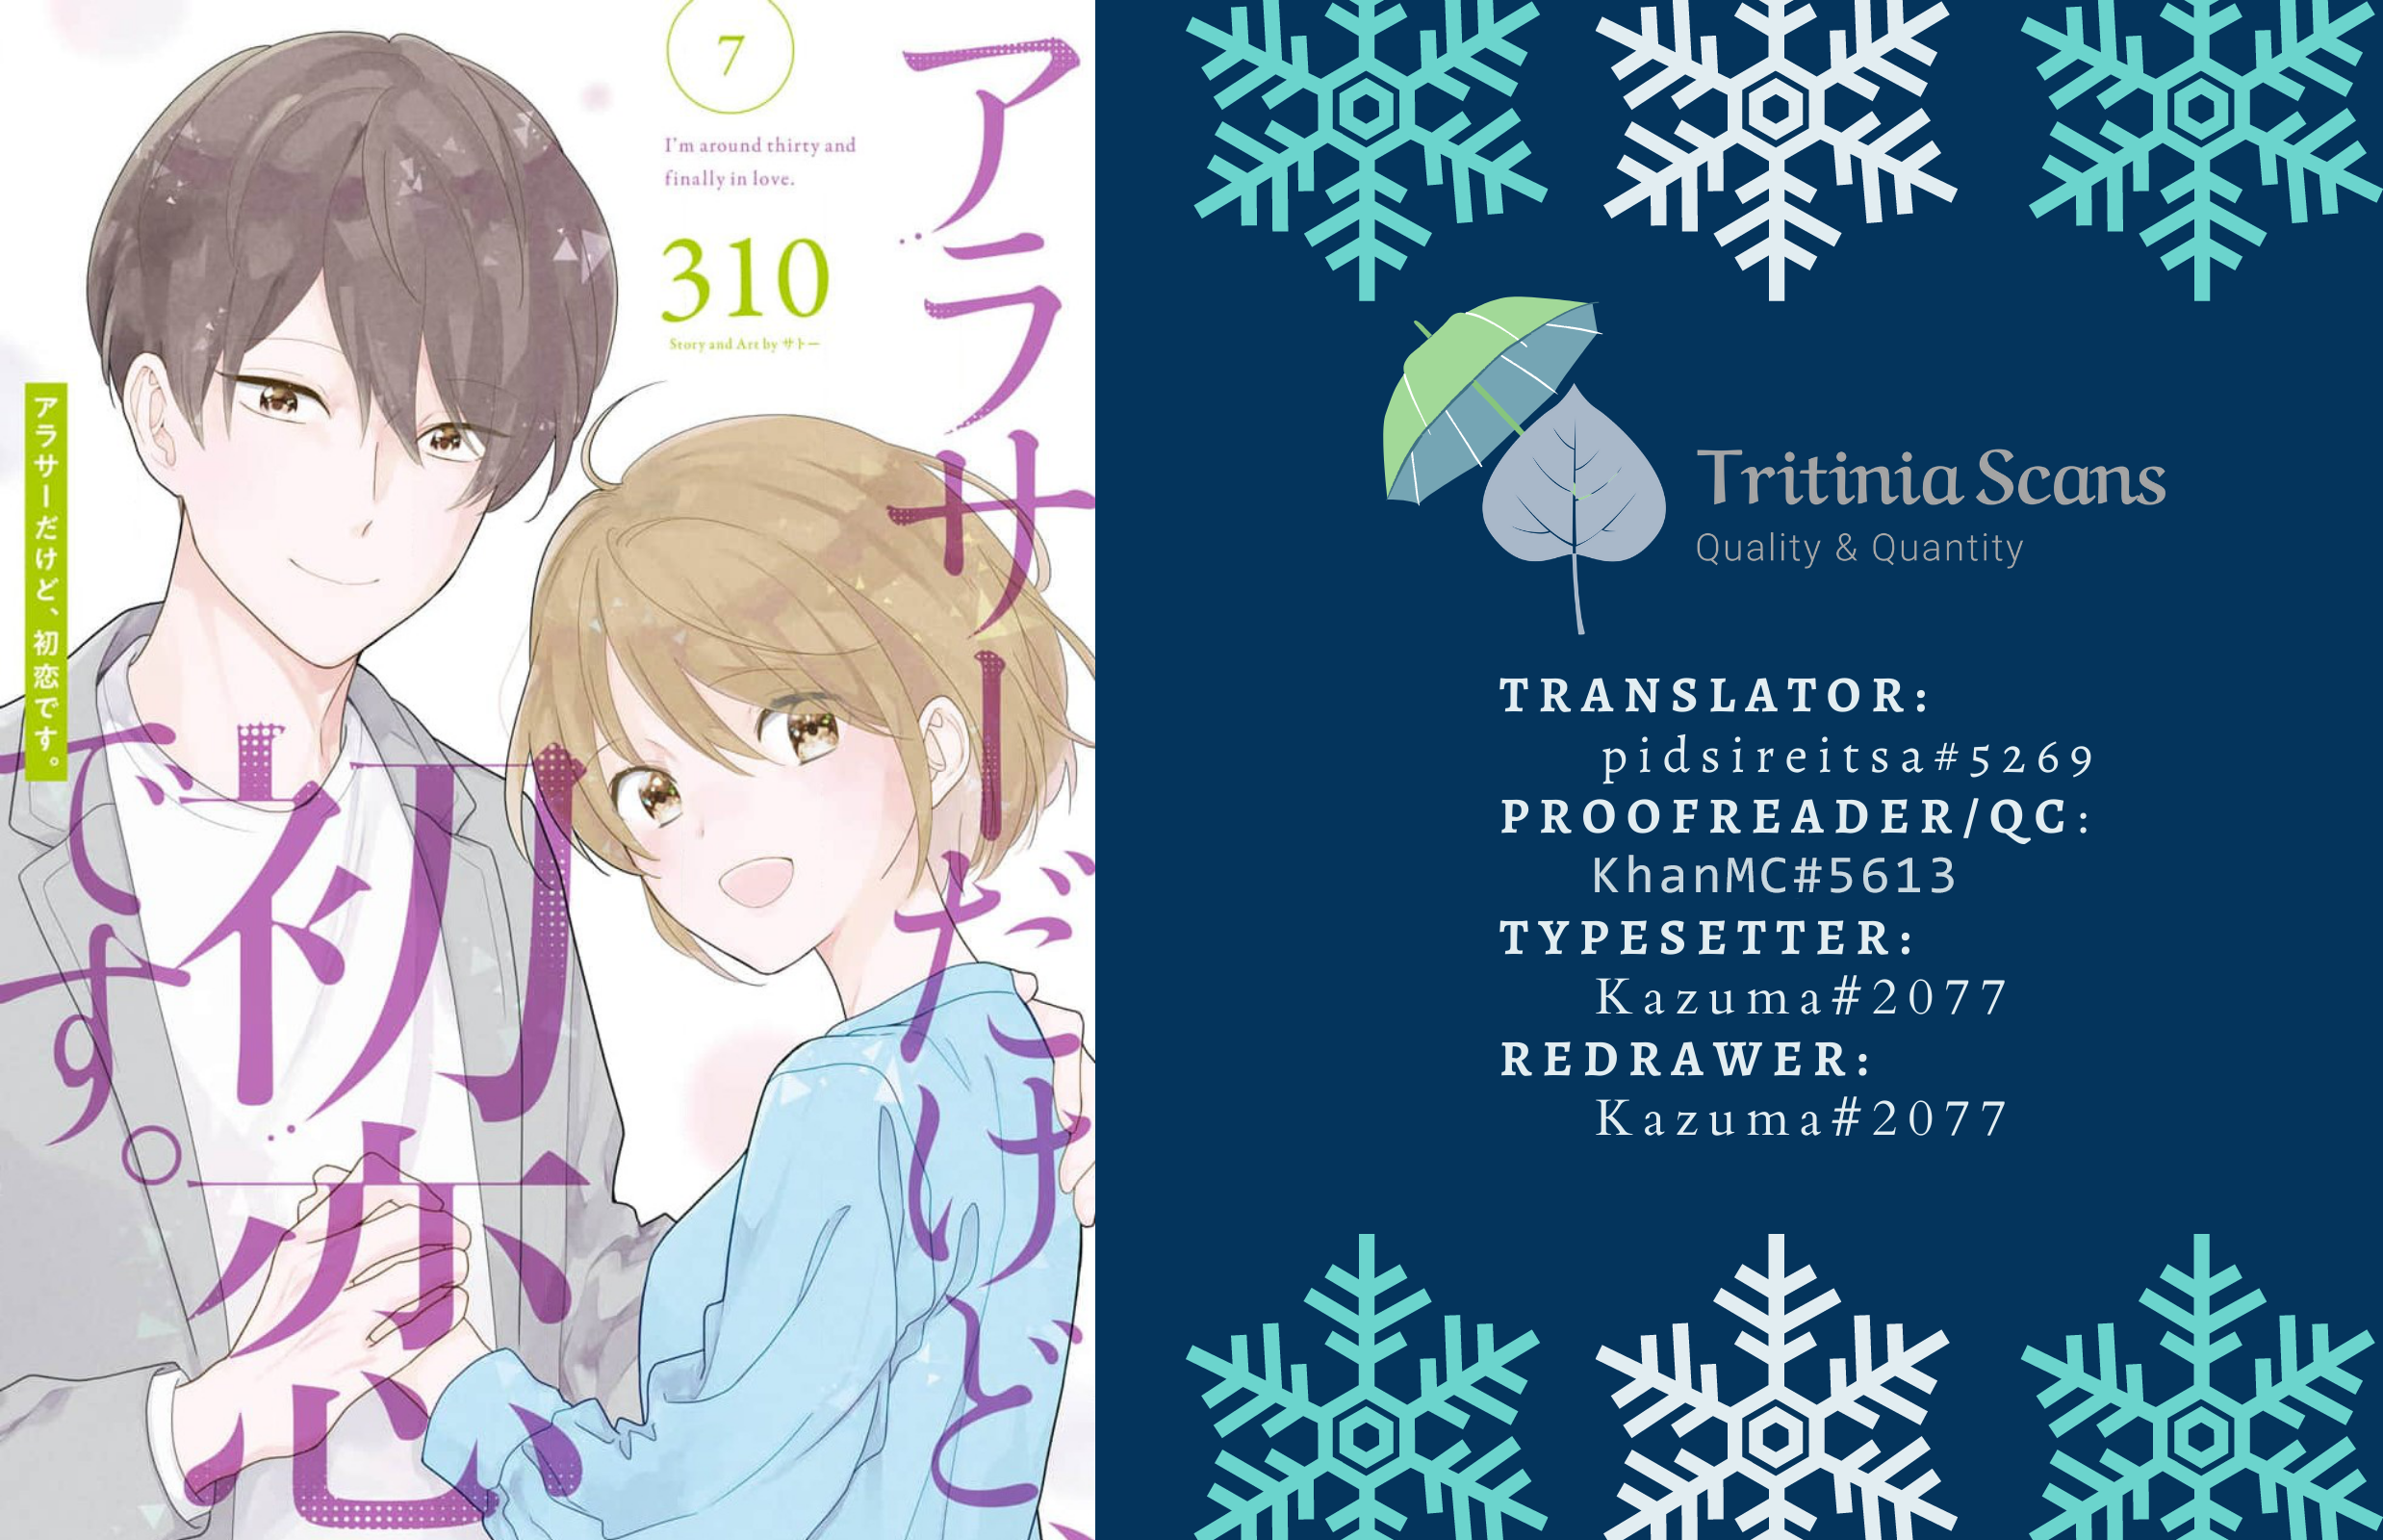 7
I'm around thirty and
finally in love.
310
Story and Art by サトー
アラサーだけど、
初恋
です。
アラサーだけど、初恋です。
Tritinia Scans
Quality & Quantity
TRANSLATOR:
pidsireitsa#5269
PROOFREADER/QC:
KhanMC#5613
TYPESETTER:
Kazuma#2077
REDRAWER:
Kazuma#2077